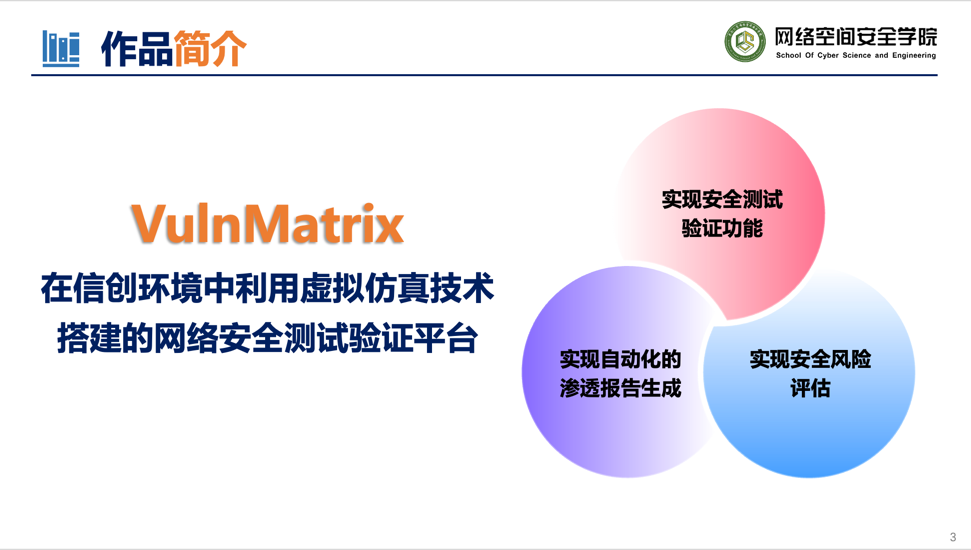 作品简介
网络空间安全学院
School Of Cyber Science and Engineering
VulnMatrix
在信创环境中利用虚拟仿真技术
搭建的网络安全测试验证平台
实现安全测试
验证功能
实现自动化的
渗透报告生成
实现安全风险
评估
3